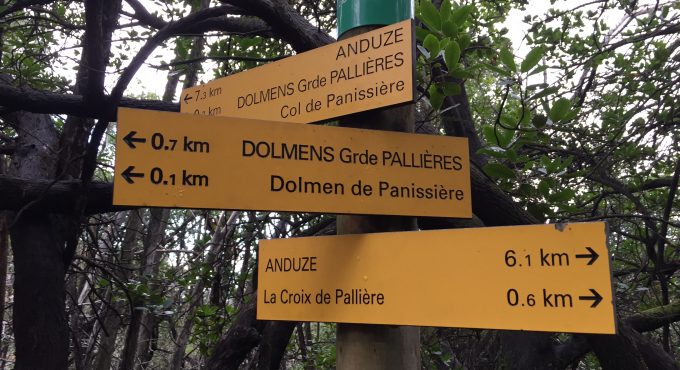 ANDUZE
← 7.3 km DOLMENS Grde PALLIÈRES
Col de Panissière
← 0.7 km DOLMENS Grde PALLIÈRES
← 0.1 km Dolmen de Panissière
ANDUZE 6.1 km →
La Croix de Pallière 0.6 km →